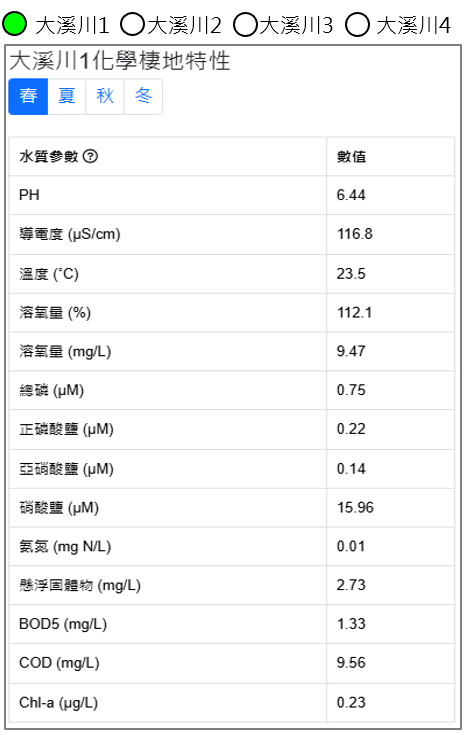 大溪川1 大溪川2 大溪川3 大溪川4
大溪川1化學棲地特性
春 夏 秋 冬
水質參數 ? 數值
PH 6.44
導電度 (µS/cm) 116.8
溫度 (°C) 23.5
溶氧量 (%) 112.1
溶氧量 (mg/L) 9.47
總磷 (µM) 0.75
正磷酸鹽 (µM) 0.22
亞硝酸鹽 (µM) 0.14
硝酸鹽 (µM) 15.96
氨氮 (mg N/L) 0.01
懸浮固體物 (mg/L) 2.73
BOD5 (mg/L) 1.33
COD (mg/L) 9.56
Chl-a (µg/L) 0.23